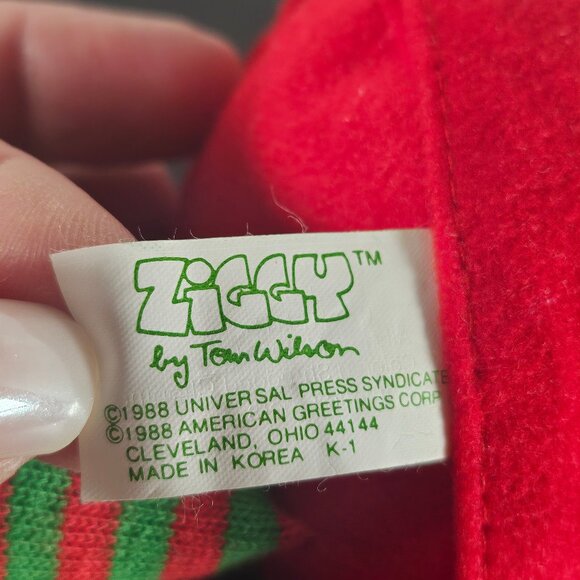 ZiGGY™
by Tom Wilson
©1988 UNIVERSAL PRESS SYNDICATE
©1988 AMERICAN GREETINGS CORP
CLEVELAND, OHIO 44144
MADE IN KOREA K-1